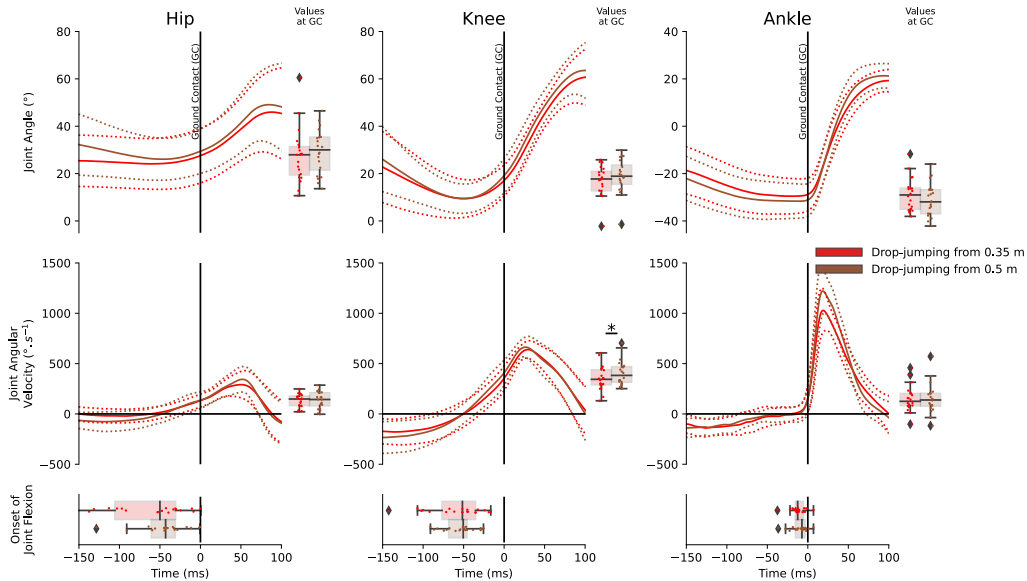 Hip
Values
at GC
Knee
Values
at GC
Ankle
Values
at GC
Joint Angle (°)
80
60
40
20
0
Ground Contact (GC)
80
60
40
20
0
Ground Contact (GC)
40
20
0
−20
−40
Ground Contact (GC)
Drop-jumping from 0.35 m
Drop-jumping from 0.5 m
Joint Angular
Velocity (°.s⁻¹)
1500
1000
500
0
−500
1500
1000
500
0
−500
*
1500
1000
500
0
−500
Onset of
Joint Flexion
−150 −100 −50 0 50 100
Time (ms)
−150 −100 −50 0 50 100
Time (ms)
−150 −100 −50 0 50 100
Time (ms)